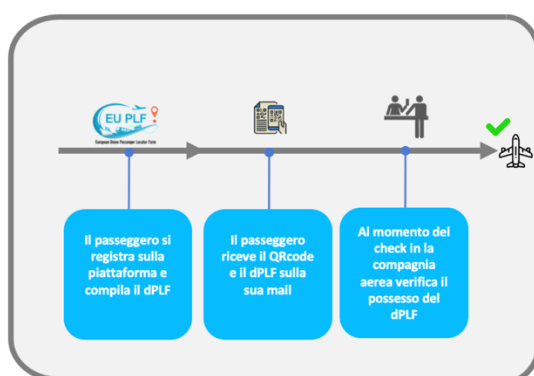 EU PLF
European Union Passenger Locator Form
Il passeggero si
registra sulla
piattaforma e
compila il dPLF
Il passeggero
riceve il QRcode
e il dPLF sulla
sua mail
Al momento del
check in la
compagnia
aerea verifica il
possesso del
dPLF